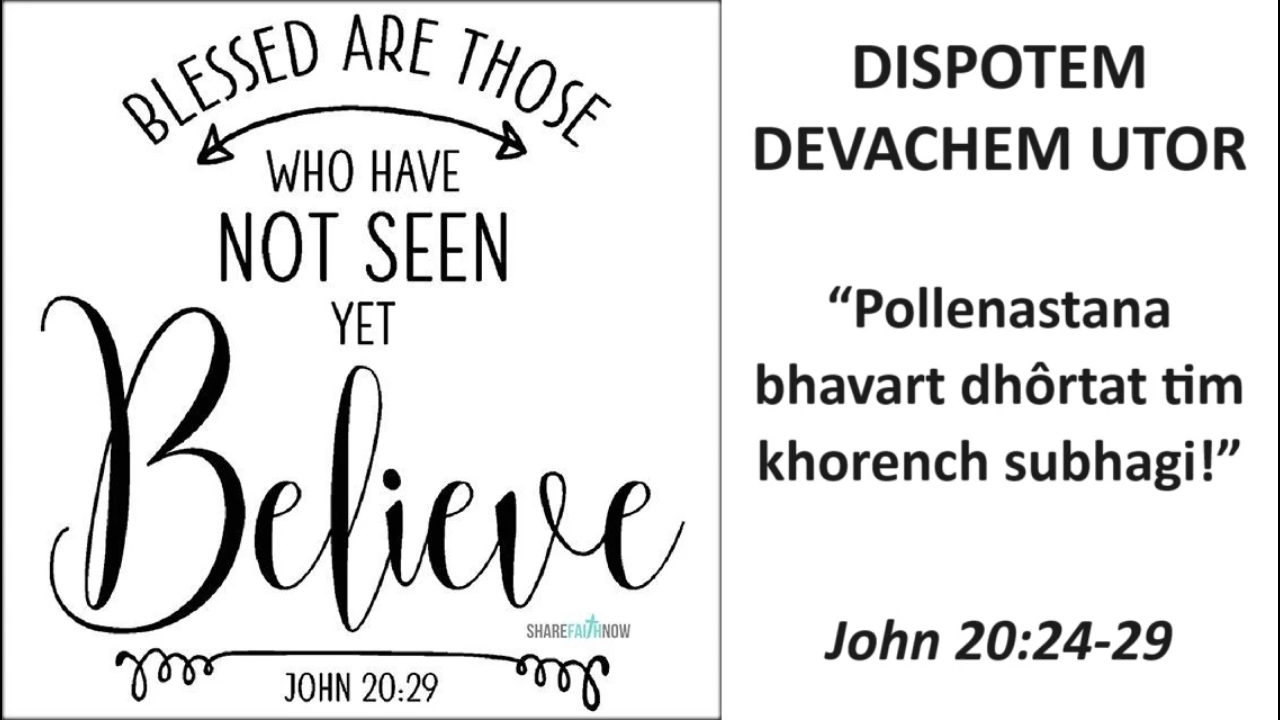 BLESSED ARE THOSE
WHO HAVE
NOT SEEN
YET
Believe
SHAREFAITHNOW
JOHN 20:29
DISPOTEM
DEVACHEM UTOR
“Pollenastana
bhavart dhôrtat tim
khorench subhagi!”
John 20:24-29